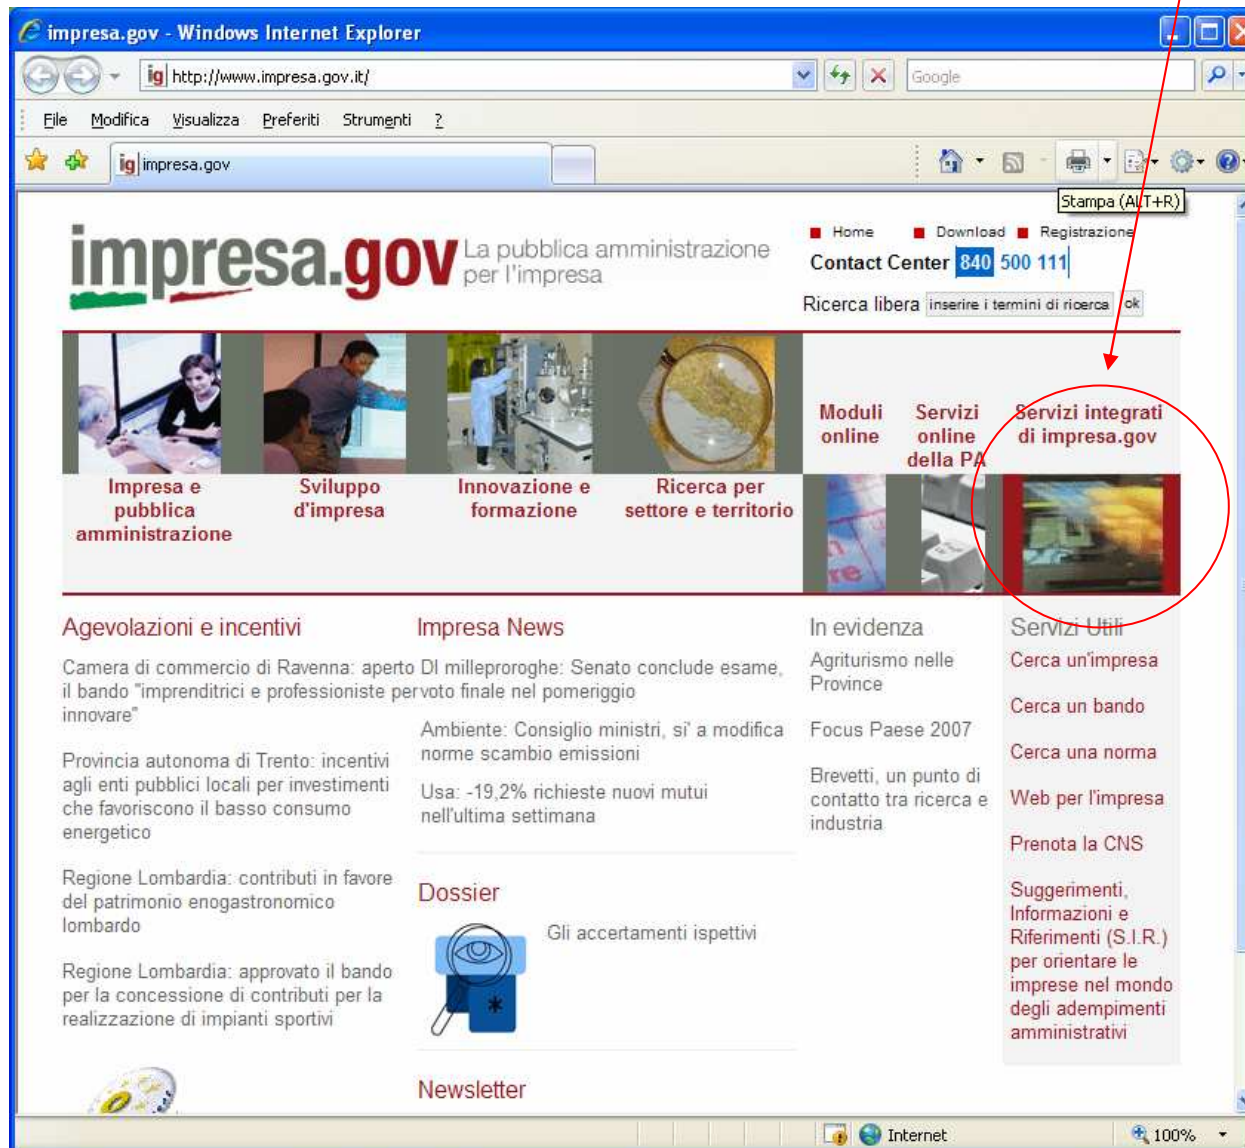 impresa.gov - Windows Internet Explorer
ig http://www.impresa.gov.it/
Google
File Modifica Visualizza Preferiti Strumenti ?
ig impresa.gov
Stampa (ALT+R)
impresa.gov
La pubblica amministrazione
per l'impresa
Home Download Registrazione
Contact Center 840 500 111
Ricerca libera inserire i termini di ricerca ok
Moduli
online
Servizi
online
della PA
Servizi integrati
di impresa.gov
Impresa e
pubblica
amministrazione
Sviluppo
d'impresa
Innovazione e
formazione
Ricerca per
settore e territorio
Agevolazioni e incentivi
Camera di commercio di Ravenna: aperto
il bando "imprenditrici e professioniste per
innovare"
Provincia autonoma di Trento: incentivi
agli enti pubblici locali per investimenti
che favoriscono il basso consumo
energetico
Regione Lombardia: contributi in favore
del patrimonio enogastronomico
lombardo
Regione Lombardia: approvato il bando
per la concessione di contributi per la
realizzazione di impianti sportivi
Impresa News
Dl milleproroghe: Senato conclude esame,
voto finale nel pomeriggio
Ambiente: Consiglio ministri, si' a modifica
norme scambio emissioni
Usa: -19,2% richieste nuovi mutui
nell'ultima settimana
Dossier
Gli accertamenti ispettivi
Newsletter
In evidenza
Agriturismo nelle
Province
Focus Paese 2007
Brevetti, un punto di
contatto tra ricerca e
industria
Servizi Utili
Cerca un'impresa
Cerca un bando
Cerca una norma
Web per l'impresa
Prenota la CNS
Suggerimenti,
Informazioni e
Riferimenti (S.I.R.)
per orientare le
imprese nel mondo
degli adempimenti
amministrativi
Internet
100%